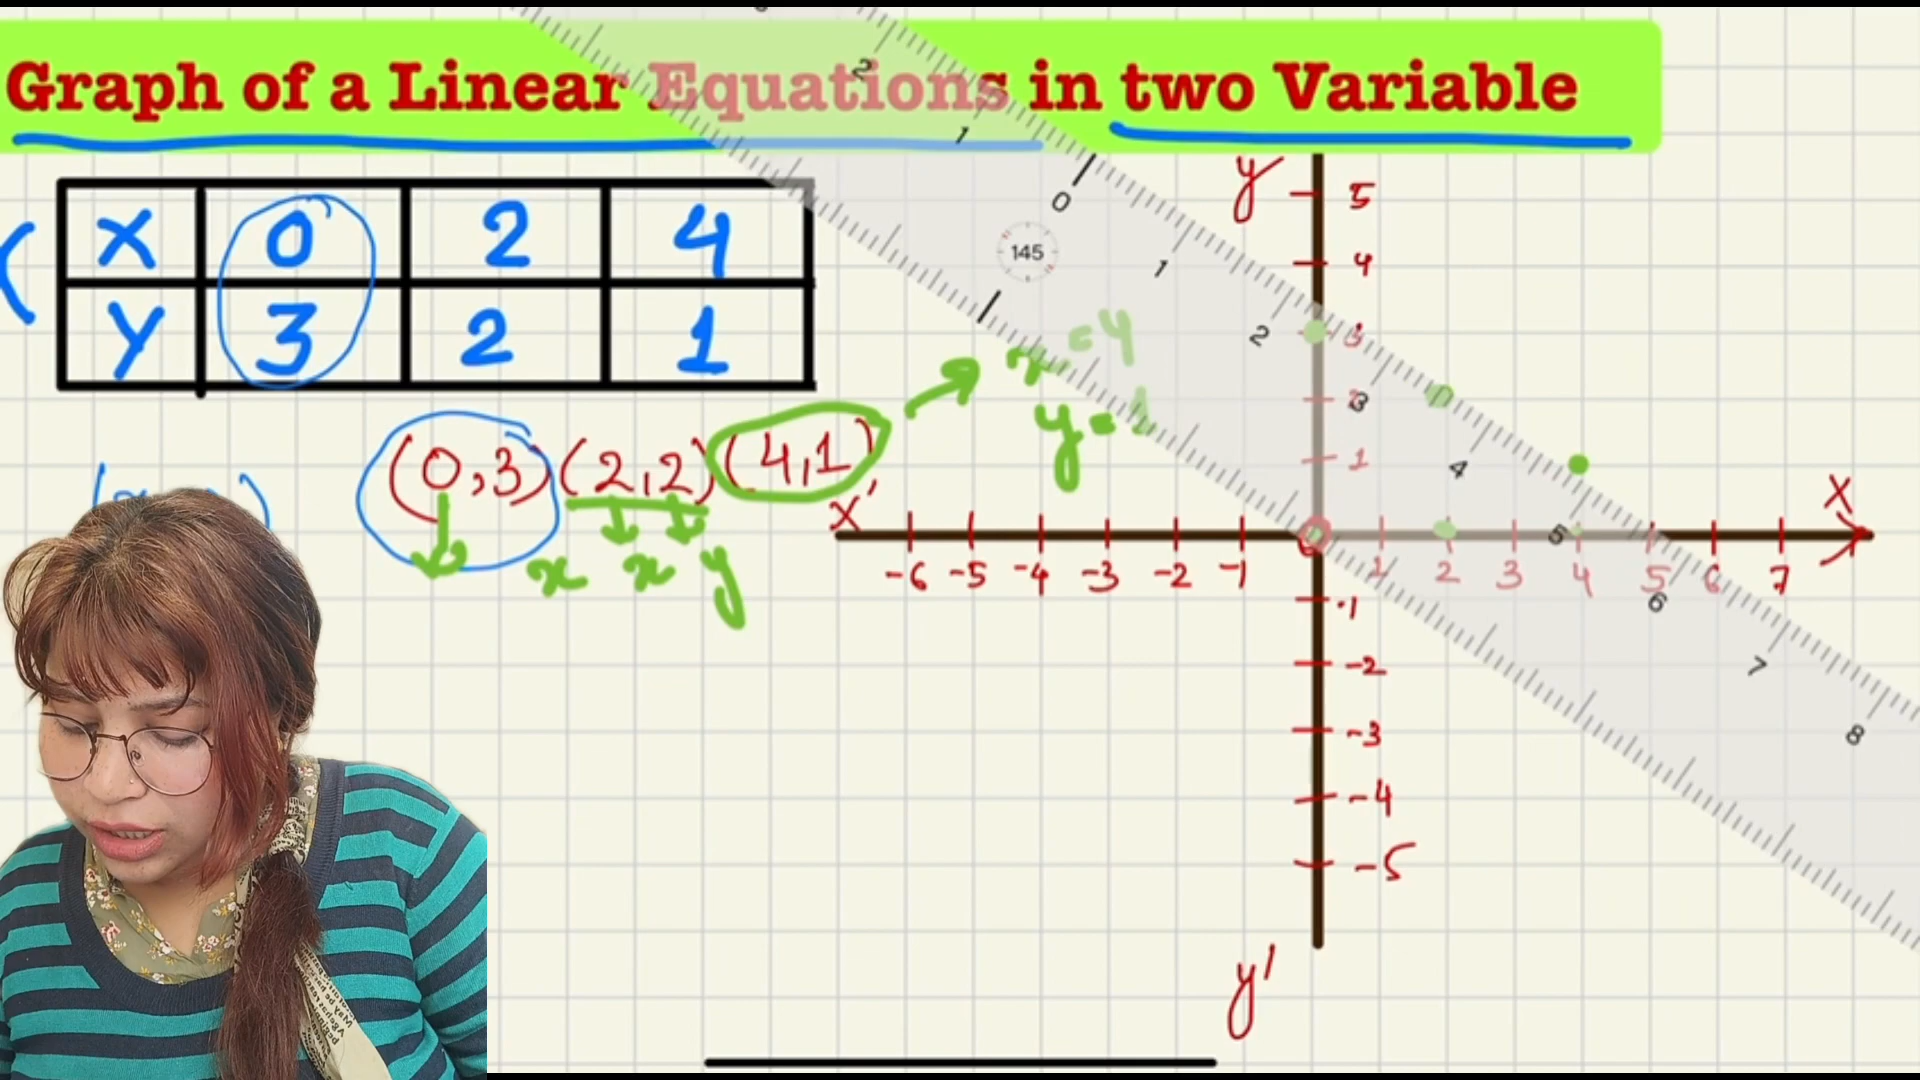 Graph of a Linear Equations in two Variable
X 0 2 4
Y 3 2 1
(0,3) (2,2) (4,1)
x x y
x = 4
y = 1
y
5
4
3
2
1
X' X
-6 -5 -4 -3 -2 -1 0 1 2 3 4 5 6 7
-1
-2
-3
-4
-5
y'
2 1 0 1 2 3 4 5 6 7 8
145